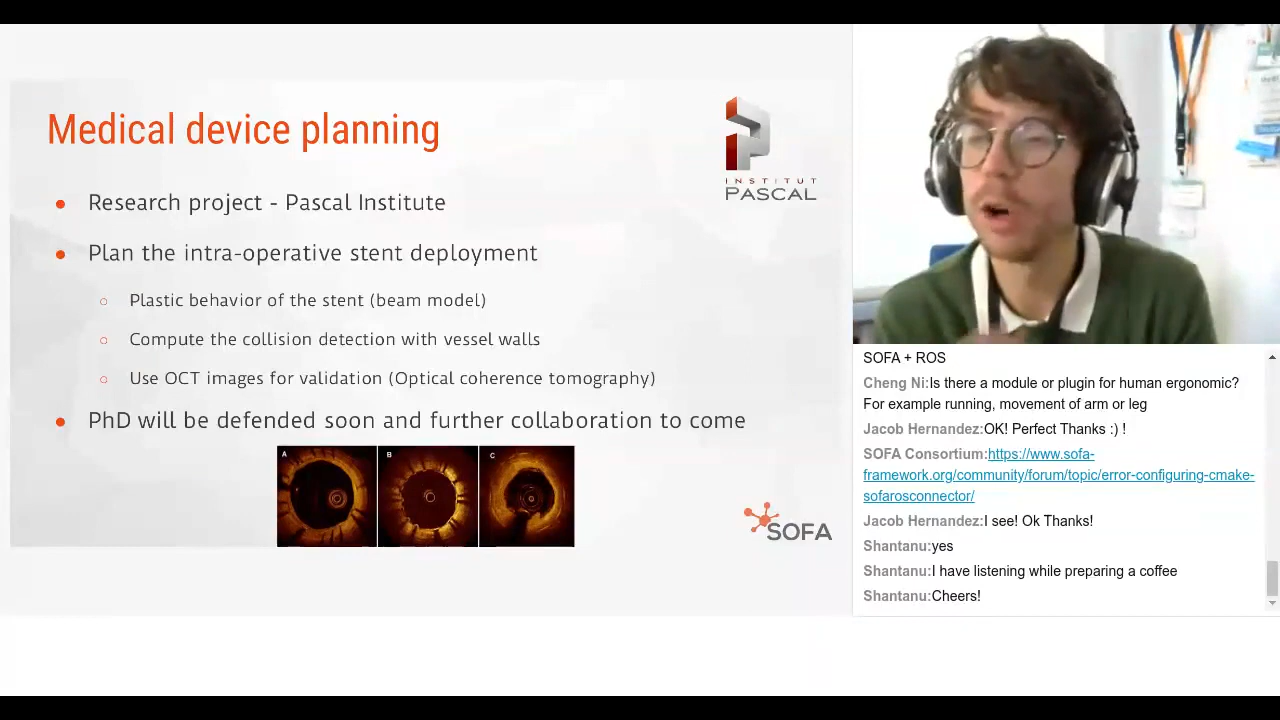 Medical device planning
INSTITUT
PASCAL
Research project - Pascal Institute
Plan the intra-operative stent deployment
Plastic behavior of the stent (beam model)
Compute the collision detection with vessel walls
Use OCT images for validation (Optical coherence tomography)
PhD will be defended soon and further collaboration to come
A
B
C
SOFA
SOFA + ROS
Cheng Ni:Is there a module or plugin for human ergonomic?
For example running, movement of arm or leg
Jacob Hernandez:OK! Perfect Thanks :) !
SOFA Consortium:https://www.sofa-
framework.org/community/forum/topic/error-configuring-cmake-
sofarosconnector/
Jacob Hernandez:I see! Ok Thanks!
Shantanu:yes
Shantanu:I have listening while preparing a coffee
Shantanu:Cheers!